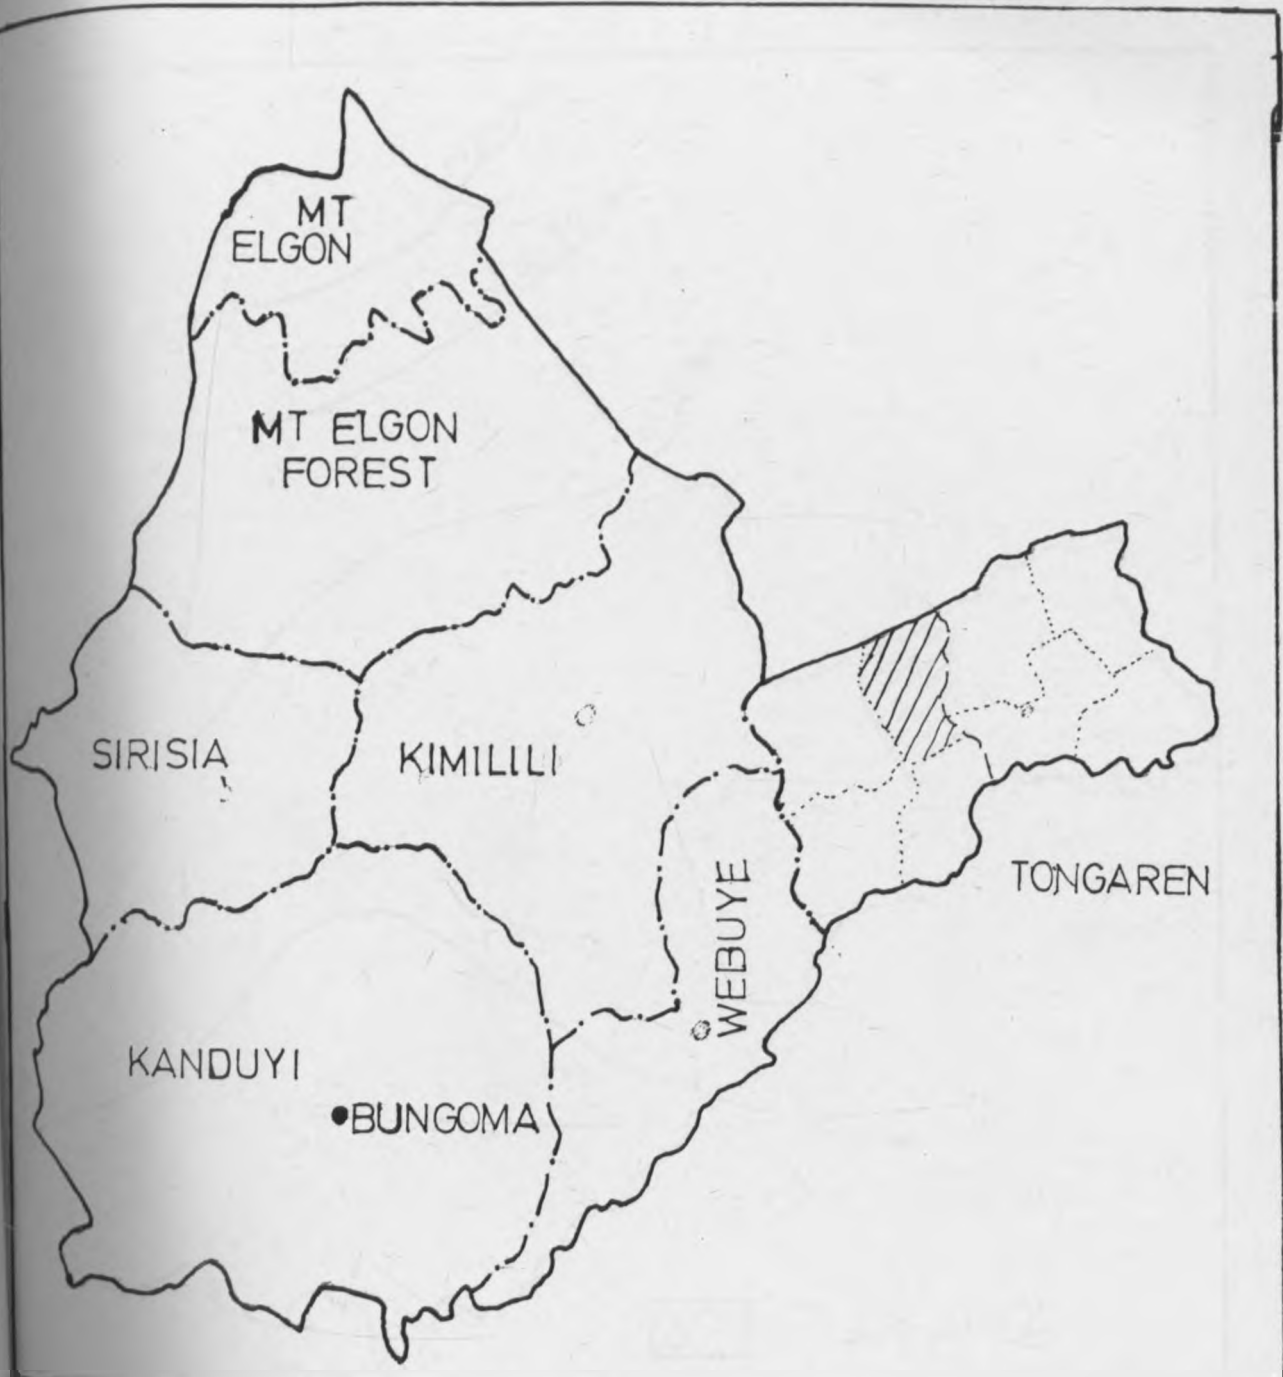 MT
ELGON
MT ELGON
FOREST
SIRISIA
KIMILILI
TONGAREN
WEBUYE
KANDUYI
BUNGOMA